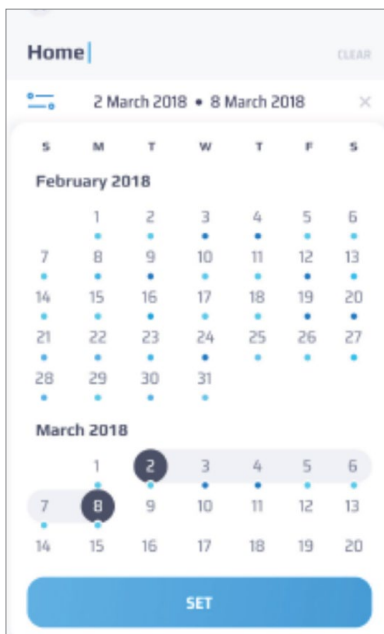 Home
CLEAR
2 March 2018 • 8 March 2018 ×
S M T W T F S
February 2018
1 2 3 4 5 6
7 8 9 10 11 12 13
14 15 16 17 18 19 20
21 22 23 24 25 26 27
28 29 30 31
March 2018
1 2 3 4 5 6
7 8 9 10 11 12 13
14 15 16 17 18 19 20
SET